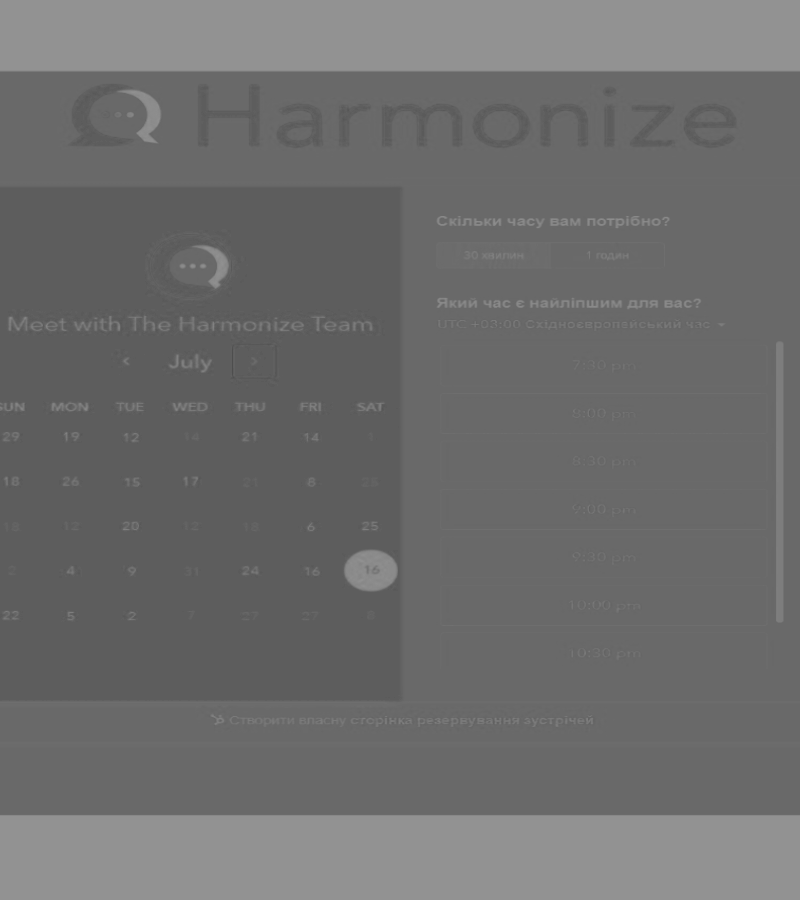 Harmonize
Meet with The Harmonize Team
July
SUN MON TUE WED THU FRI SAT
29 19 12 14 21 14 1
18 26 15 17 21 8 25
18 12 20 12 18 6 25
2 4 9 31 24 16 16
22 5 2 7 27 27 8
Скільки часу вам потрібно?
30 хвилин 1 годин
Який час є найліпшим для вас?
UTC +03:00 Східноєвропейський час
7:30 pm
8:00 pm
8:30 pm
9:00 pm
9:30 pm
10:00 pm
10:30 pm
Створити власну сторінка резервування зустрічей